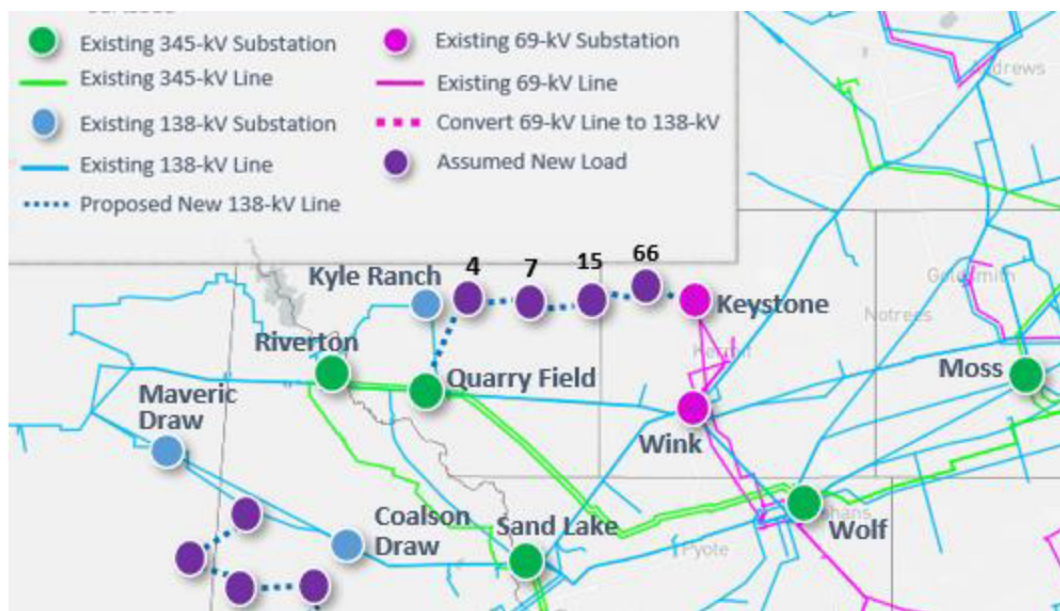 Existing 345-kV Substation
Existing 69-kV Substation
Existing 345-kV Line
Existing 69-kV Line
Existing 138-kV Substation
Convert 69-kV Line to 138-kV
Existing 138-kV Line
Assumed New Load
Proposed New 138-kV Line
Andrews
4
7
15
66
Kyle Ranch
Keystone
Goldsmith
Notrees
Riverton
Kermit
Quarry Field
Moss
Maveric
Draw
Wink
Coalson
Draw
Sand Lake
Wolf
Pyote